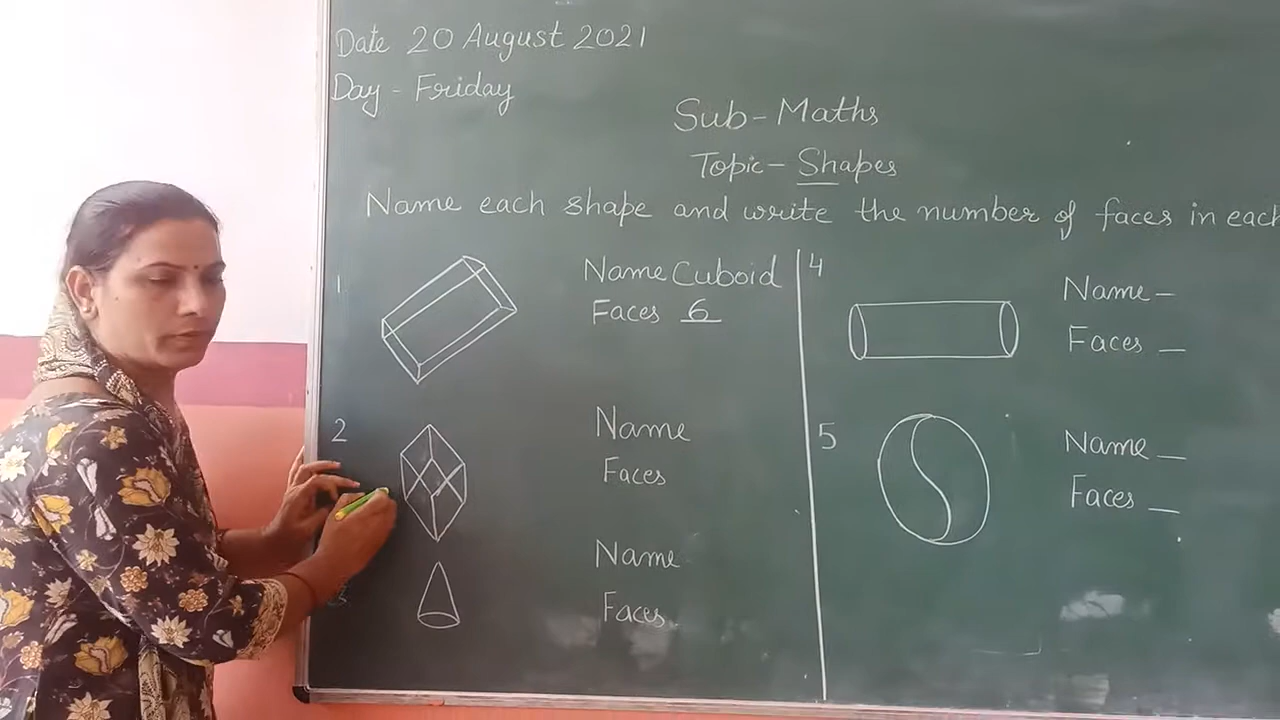 Date 20 August 2021
Day - Friday
Sub - Maths
Topic - Shapes
Name each shape and write the number of faces in each
1
Name Cuboid
Faces 6
2
Name
Faces
3
Name
Faces
4
Name -
Faces _
5
Name _
Faces _